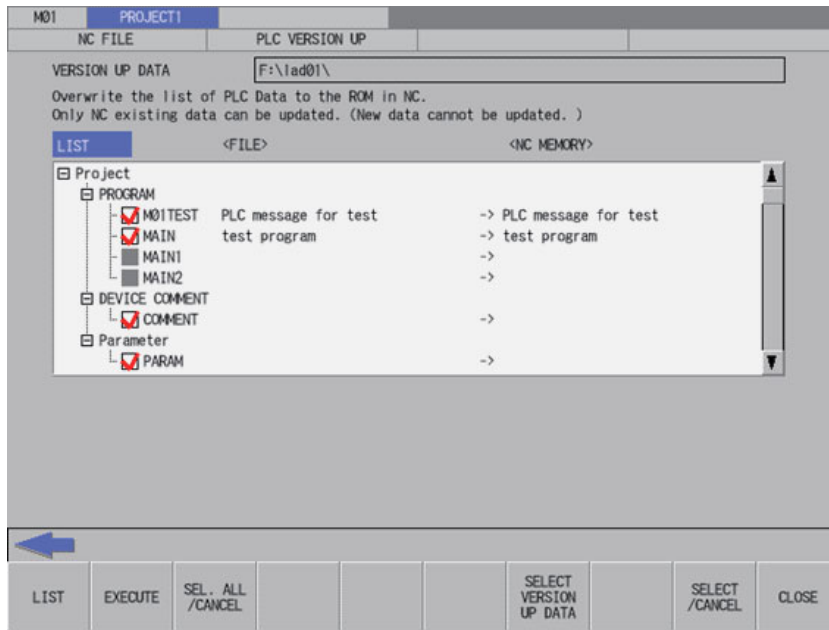 M01 PROJECT1
NC FILE PLC VERSION UP
VERSION UP DATA F:\lad01\
Overwrite the list of PLC Data to the ROM in NC.
Only NC existing data can be updated. (New data cannot be updated. )
LIST <FILE> <NC MEMORY>
Project
PROGRAM
M01TEST PLC message for test -> PLC message for test
MAIN test program -> test program
MAIN1 ->
MAIN2 ->
DEVICE COMMENT
COMMENT ->
Parameter
PARAM ->
LIST EXECUTE SEL. ALL /CANCEL SELECT VERSION UP DATA SELECT /CANCEL CLOSE